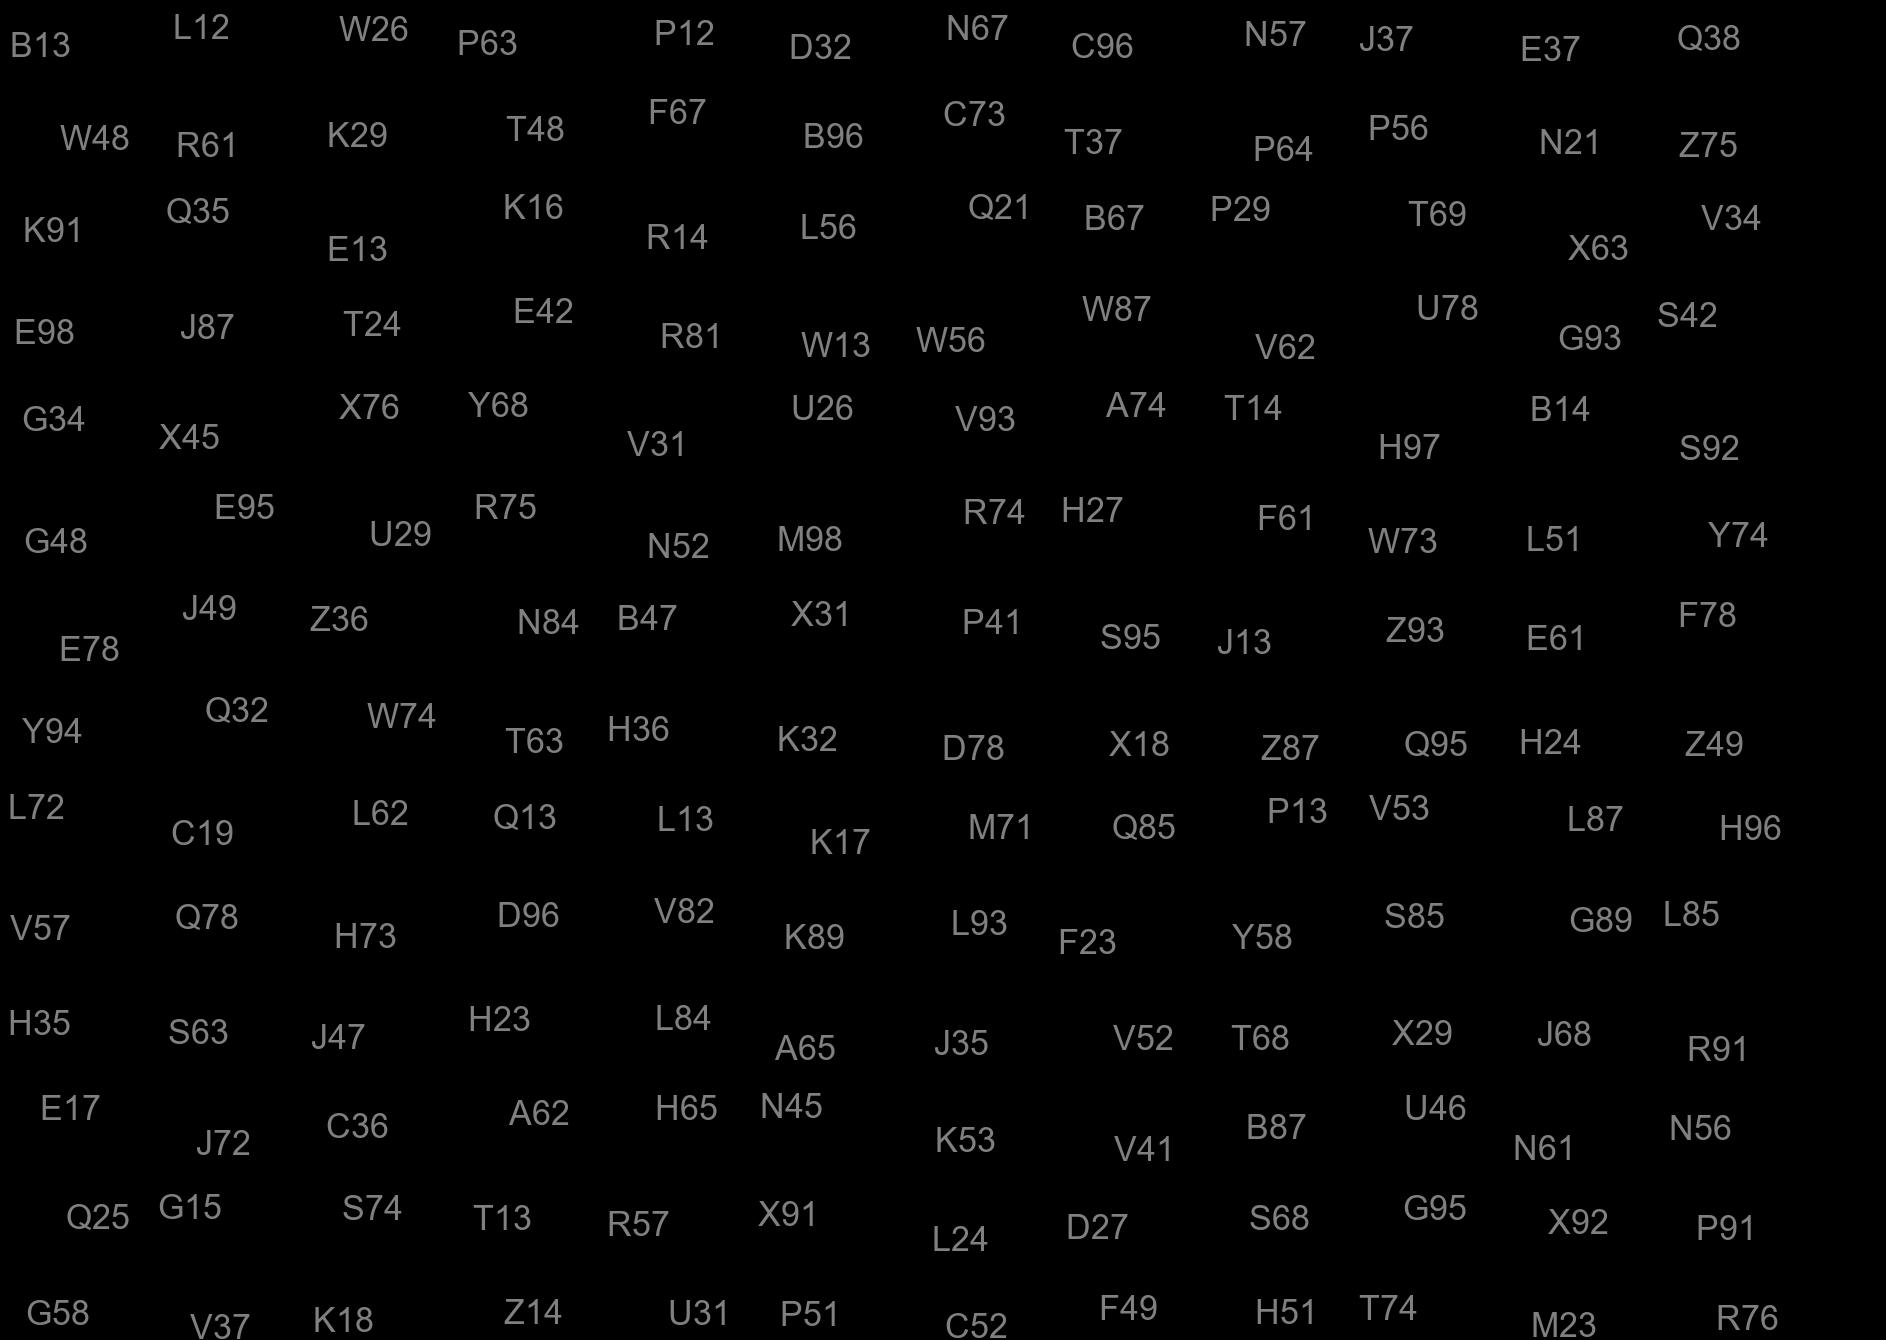 B13 L12 W26 P63 P12 D32 N67 C96 N57 J37 E37 Q38
W48 R61 K29 T48 F67 B96 C73 T37 P64 P56 N21 Z75
K91 Q35 E13 K16 R14 L56 Q21 B67 P29 T69 X63 V34
E98 J87 T24 E42 R81 W13 W56 W87 V62 U78 G93 S42
G34 X45 X76 Y68 V31 U26 V93 A74 T14 H97 B14 S92
G48 E95 U29 R75 N52 M98 R74 H27 F61 W73 L51 Y74
E78 J49 Z36 N84 B47 X31 P41 S95 J13 Z93 E61 F78
Y94 Q32 W74 T63 H36 K32 D78 X18 Z87 Q95 H24 Z49
L72 C19 L62 Q13 L13 K17 M71 Q85 P13 V53 L87 H96
V57 Q78 H73 D96 V82 K89 L93 F23 Y58 S85 G89 L85
H35 S63 J47 H23 L84 A65 J35 V52 T68 X29 J68 R91
E17 J72 C36 A62 H65 N45 K53 V41 B87 U46 N61 N56
Q25 G15 S74 T13 R57 X91 L24 D27 S68 G95 X92 P91
G58 V37 K18 Z14 U31 P51 C52 F49 H51 T74 M23 R76